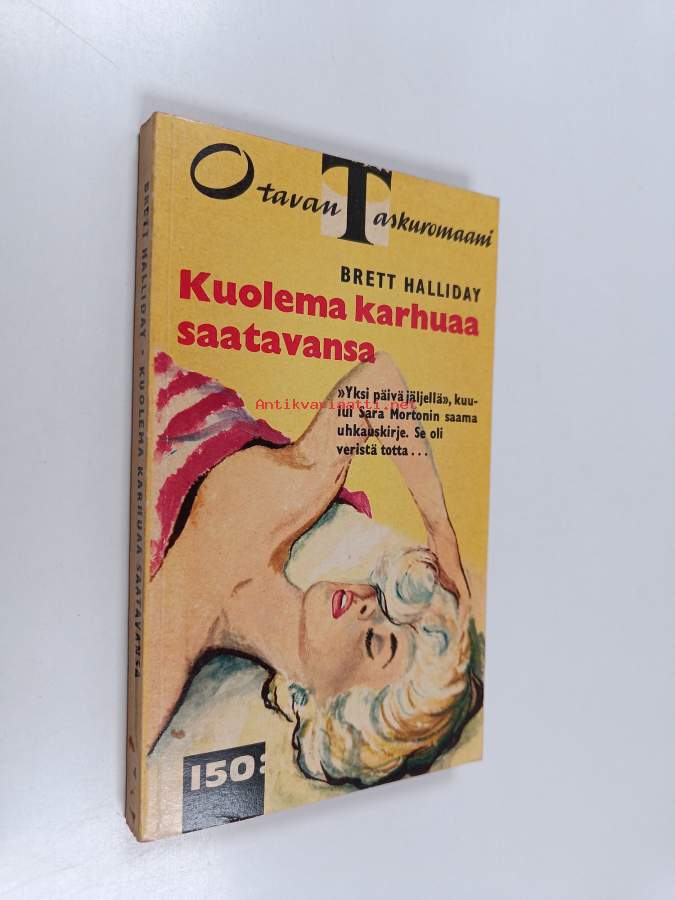 Otavan Taskuromaani
BRETT HALLIDAY
Kuolema karhuaa
saatavansa
»Yksi päivä jäljellä», kuu-
lui Sara Mortonin saama
uhkauskirje. Se oli
veristä totta...
Antikvariaatti.net
150:
BRETT HALLIDAY - KUOLEMA KARHUAA SAATAVANSA